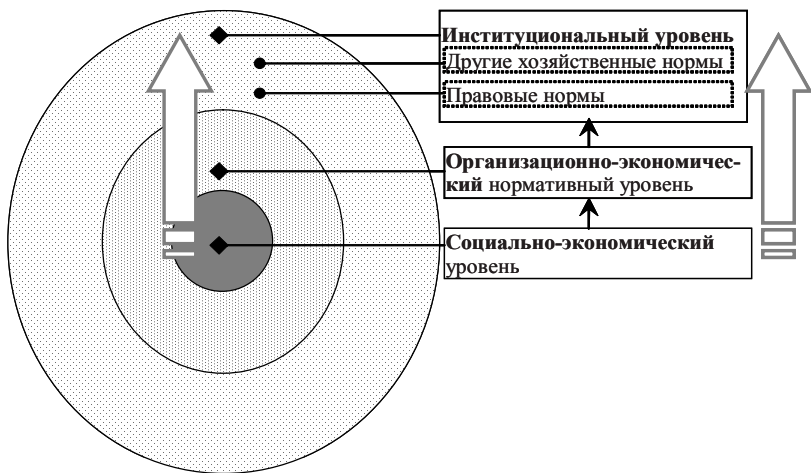 Институциональный уровень
Другие хозяйственные нормы
Правовые нормы
Организационно-экономичес-
кий нормативный уровень
Социально-экономический
уровень